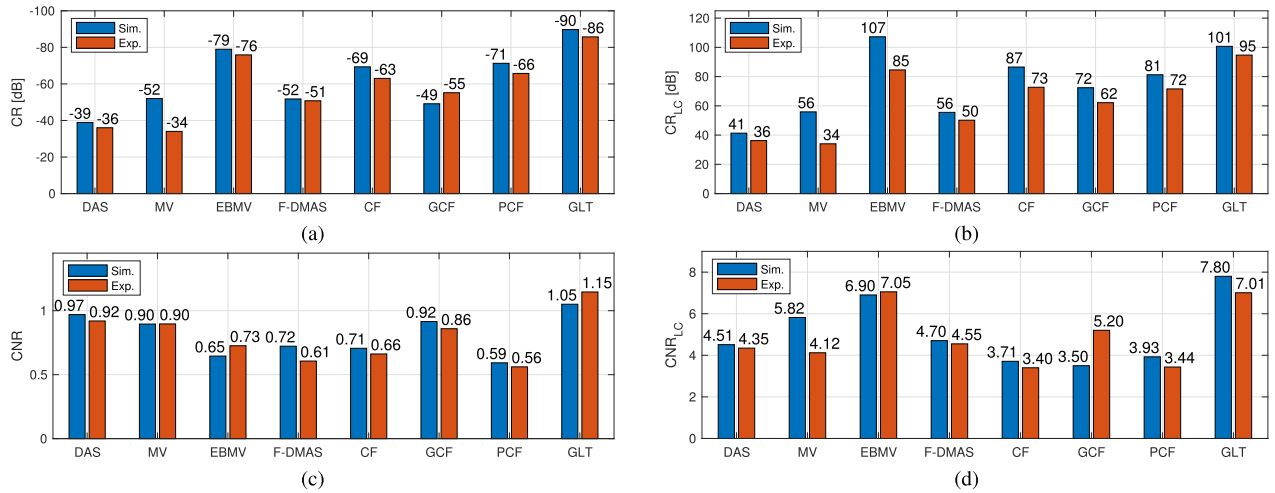 CR [dB]
-100
-80
-60
-40
-20
0
Sim.
Exp.
-39 -36
-52 -34
-79 -76
-52 -51
-69 -63
-49 -55
-71 -66
-90 -86
DAS MV EBMV F-DMAS CF GCF PCF GLT
(a)
CR_LC [dB]
120
100
80
60
40
20
0
Sim.
Exp.
41 36
56 34
107 85
56 50
87 73
72 62
81 72
101 95
DAS MV EBMV F-DMAS CF GCF PCF GLT
(b)
CNR
1
0.5
0
Sim.
Exp.
0.97 0.92
0.90 0.90
0.65 0.73
0.72 0.61
0.71 0.66
0.92 0.86
0.59 0.56
1.05 1.15
DAS MV EBMV F-DMAS CF GCF PCF GLT
(c)
CNR_LC
8
6
4
2
0
Sim.
Exp.
4.51 4.35
5.82 4.12
6.90 7.05
4.70 4.55
3.71 3.40
3.50 5.20
3.93 3.44
7.80 7.01
DAS MV EBMV F-DMAS CF GCF PCF GLT
(d)